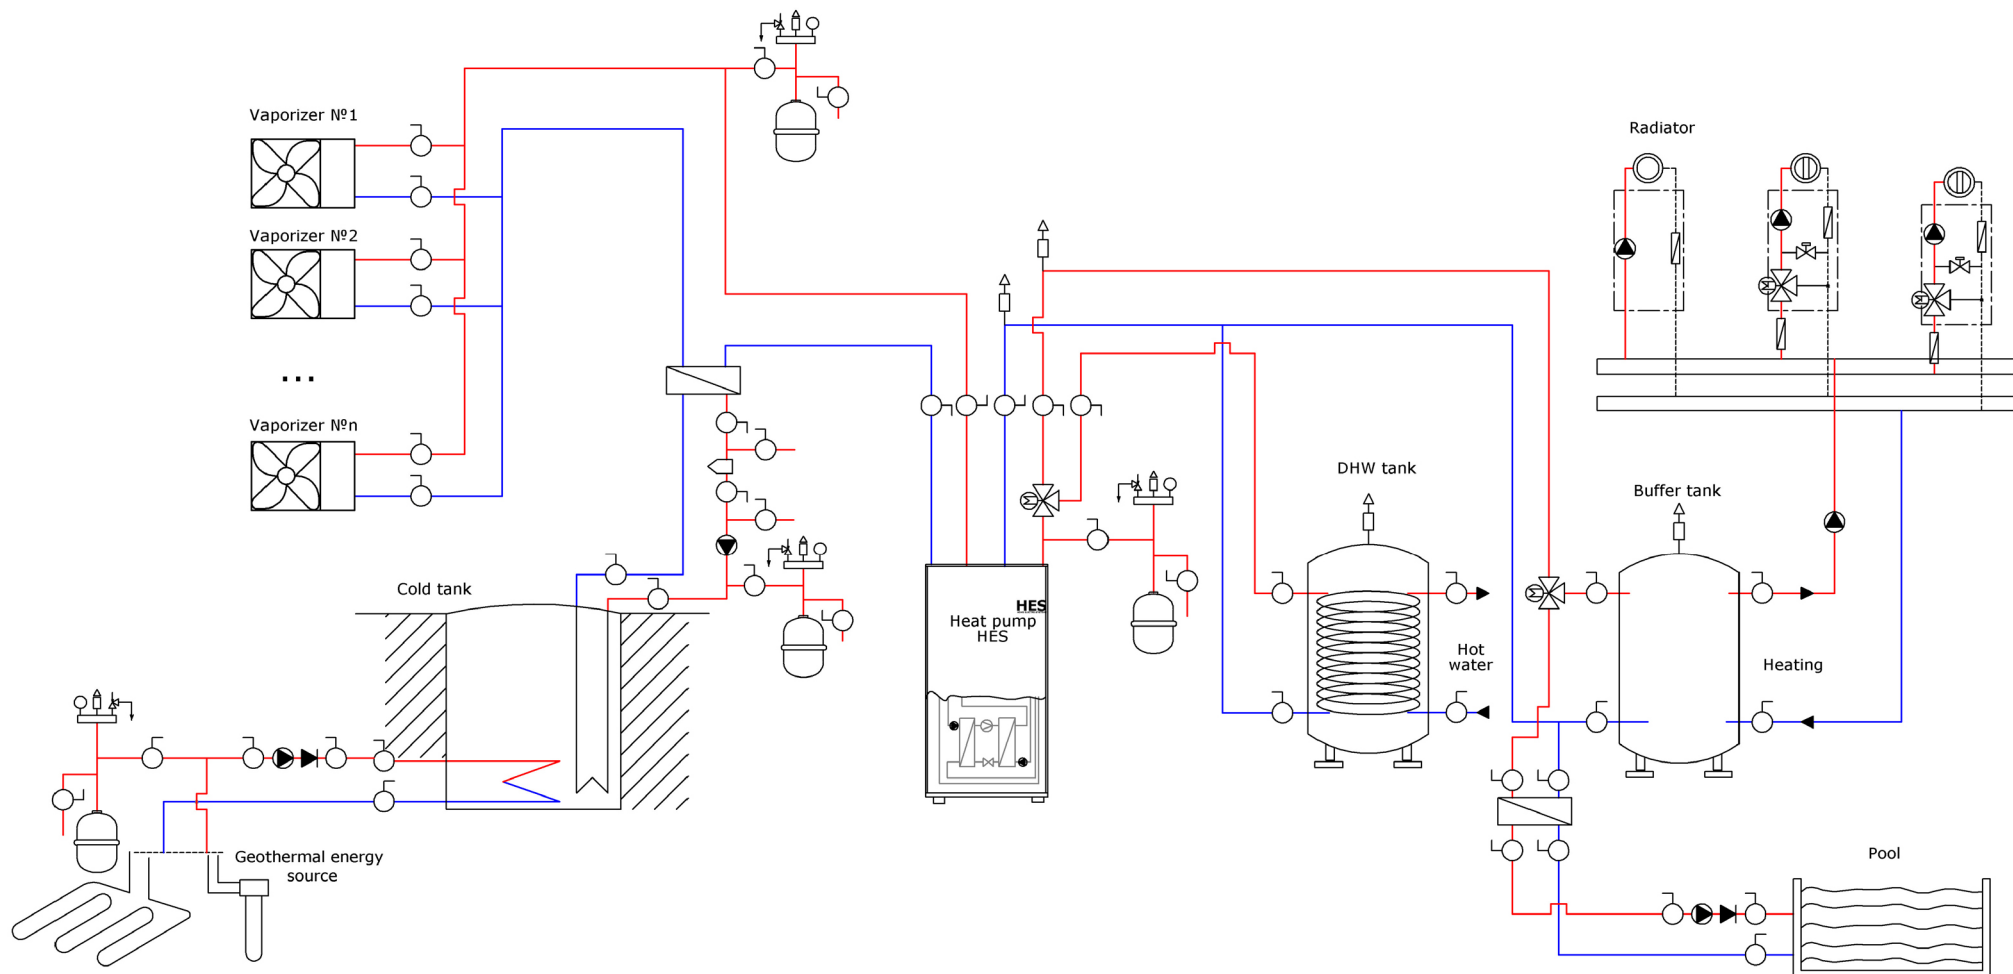 Vaporizer №1
Radiator
Vaporizer №2
...
Vaporizer №n
DHW tank
Buffer tank
Cold tank
HES
Heat pump
HES
Hot
water
Heating
Geothermal energy
source
Pool